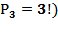 P₃ = 3!)